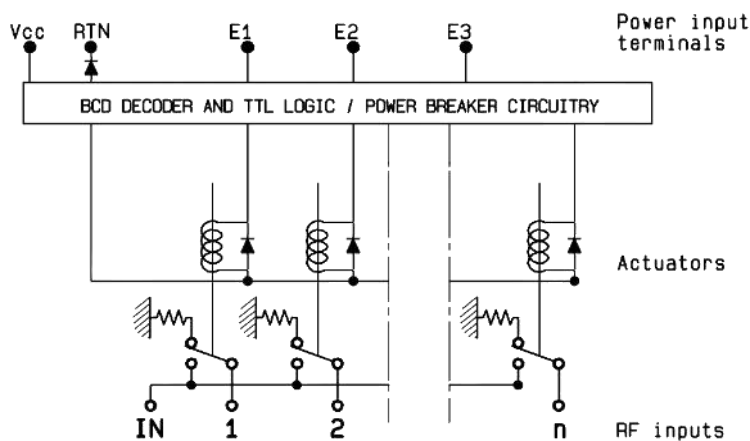 Power input
terminals
Vcc RTN E1 E2 E3
BCD DECODER AND TTL LOGIC / POWER BREAKER CIRCUITRY
Actuators
IN 1 2 n
RF inputs